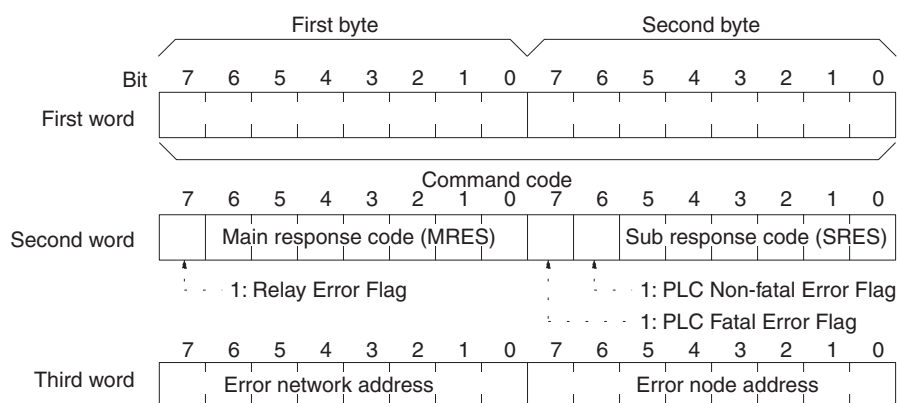 First byte Second byte
Bit 7 6 5 4 3 2 1 0 7 6 5 4 3 2 1 0
First word
Command code
7 6 5 4 3 2 1 0 7 6 5 4 3 2 1 0
Second word Main response code (MRES) Sub response code (SRES)
1: Relay Error Flag 1: PLC Non-fatal Error Flag
1: PLC Fatal Error Flag
7 6 5 4 3 2 1 0 7 6 5 4 3 2 1 0
Third word Error network address Error node address